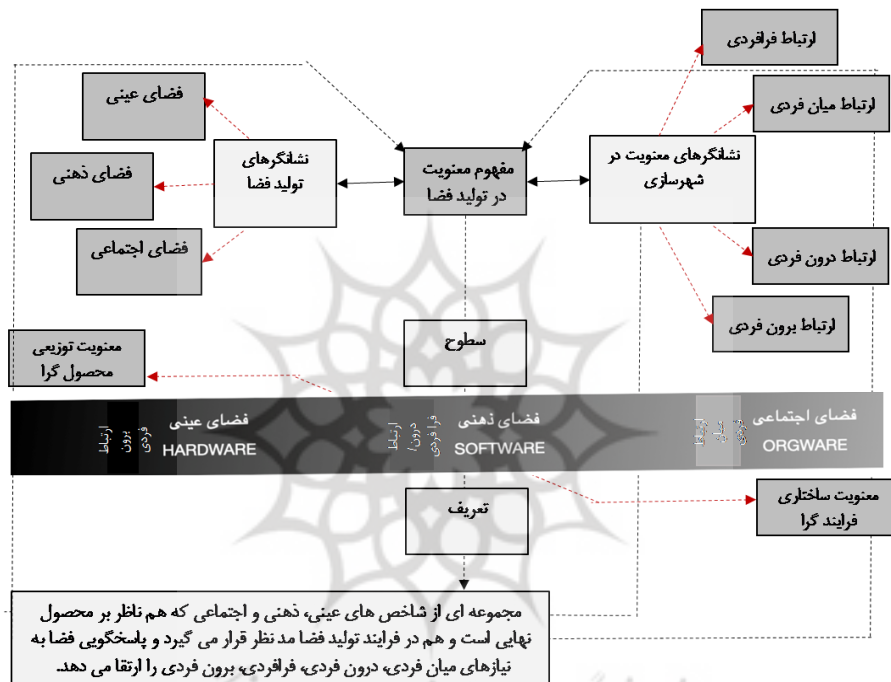 ارتباط فرافردی
ارتباط میان فردی
نشانگرهای معنویت در
شهرسازی
ارتباط درون فردی
ارتباط برون فردی
مفهوم معنویت
در تولید فضا
نشانگرهای
تولید فضا
فضای عینی
فضای ذهنی
فضای اجتماعی
سطوح
معنویت توزیعی
محصول گرا
فضای اجتماعی
ORGWARE
ارتباط
میان
فردی
فضای ذهنی
SOFTWARE
ارتباط
درون/
فرا فردی
فضای عینی
HARDWARE
ارتباط
برون
فردی
معنویت ساختاری
فرایند گرا
تعریف
مجموعه ای از شاخص های عینی، ذهنی و اجتماعی که هم ناظر بر محصول
نهایی است و هم در فرایند تولید فضا مد نظر قرار می گیرد و پاسخگویی فضا به
نیازهای میان فردی، درون فردی، فرافردی، برون فردی را ارتقا می دهد.